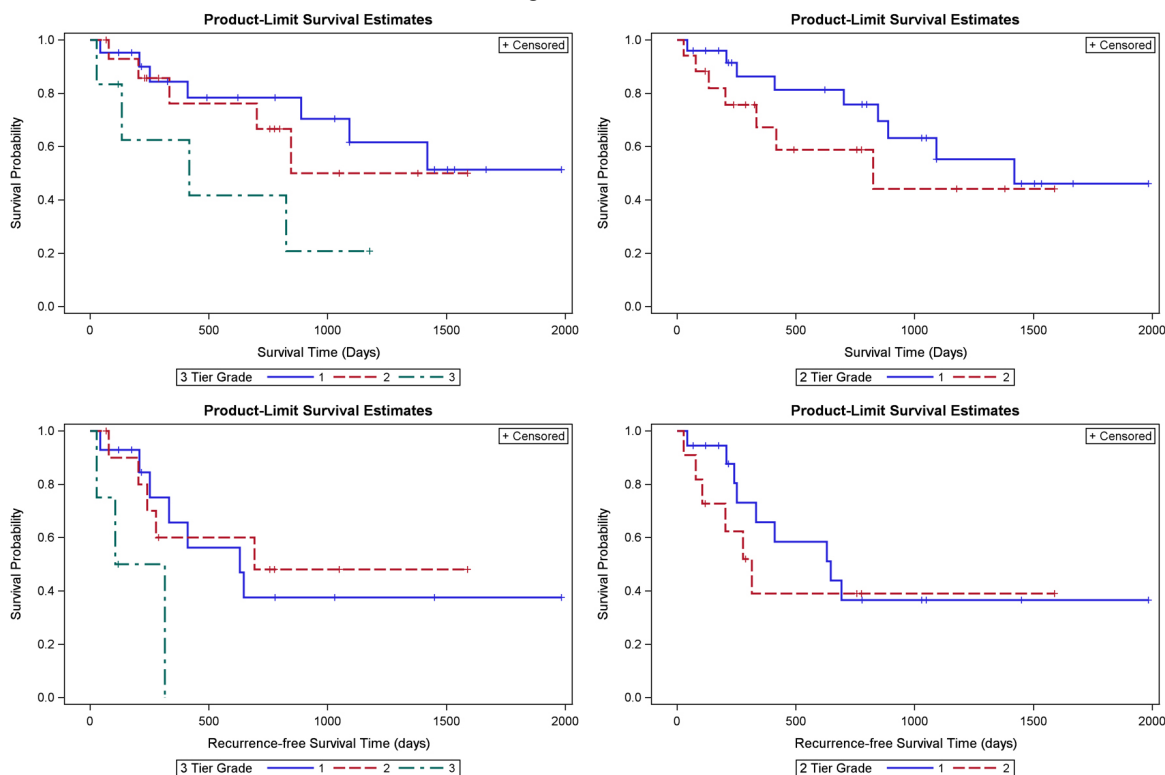 Product-Limit Survival Estimates
+ Censored
1.0
0.8
0.6
0.4
0.2
0.0
Survival Probability
0 500 1000 1500 2000
Survival Time (Days)
3 Tier Grade 1 2 3
Product-Limit Survival Estimates
+ Censored
1.0
0.8
0.6
0.4
0.2
0.0
Survival Probability
0 500 1000 1500 2000
Survival Time (Days)
2 Tier Grade 1 2
Product-Limit Survival Estimates
+ Censored
1.0
0.8
0.6
0.4
0.2
0.0
Survival Probability
0 500 1000 1500 2000
Recurrence-free Survival Time (days)
3 Tier Grade 1 2 3
Product-Limit Survival Estimates
+ Censored
1.0
0.8
0.6
0.4
0.2
0.0
Survival Probability
0 500 1000 1500 2000
Recurrence-free Survival Time (days)
2 Tier Grade 1 2